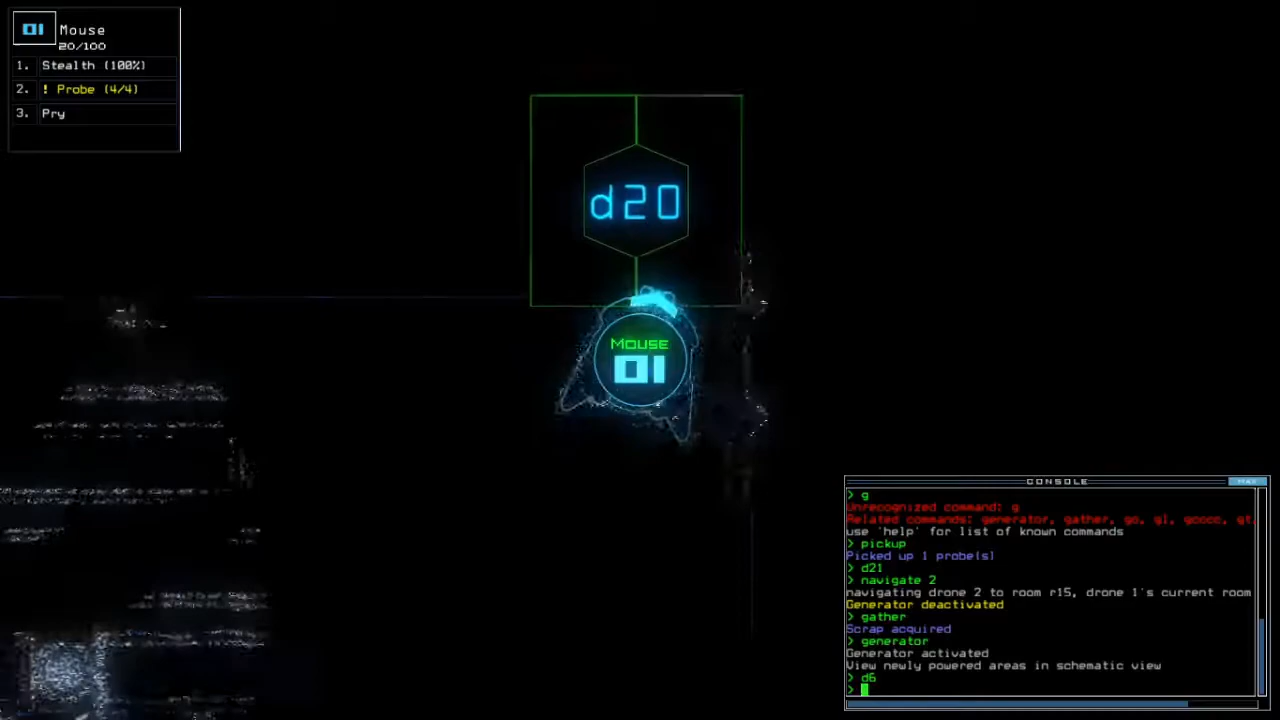 01 Mouse
20/100
1. Stealth (100%)
2. ! Probe (4/4)
3. Pry
d20
Mouse
01
CONSOLE
MAX
> g
Unrecognized command: g
Related commands: generator, gather, go, gl, gcccc, gt,
use 'help' for list of known commands
> pickup
Picked up 1 probe(s)
> d21
> navigate 2
navigating drone 2 to room r15, drone 1's current room
Generator deactivated
> gather
Scrap acquired
> generator
Generator activated
View newly powered areas in schematic view
> d6
>